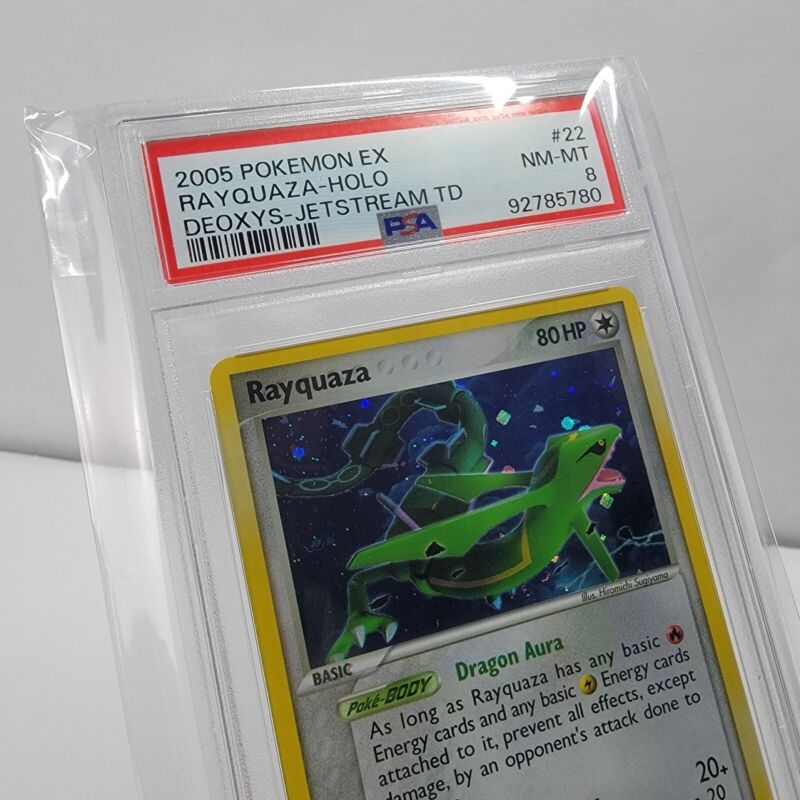 2005 POKEMON EX #22
RAYQUAZA-HOLO NM-MT
DEOXYS-JETSTREAM TD 8
PSA 92785780
Rayquaza 80 HP
Illus. Hiromichi Sugiyama
BASIC
Poké-BODY Dragon Aura
As long as Rayquaza has any basic
Energy cards and any basic Energy cards
attached to it, prevent all effects, except
damage, by an opponent's attack done to
20+
20